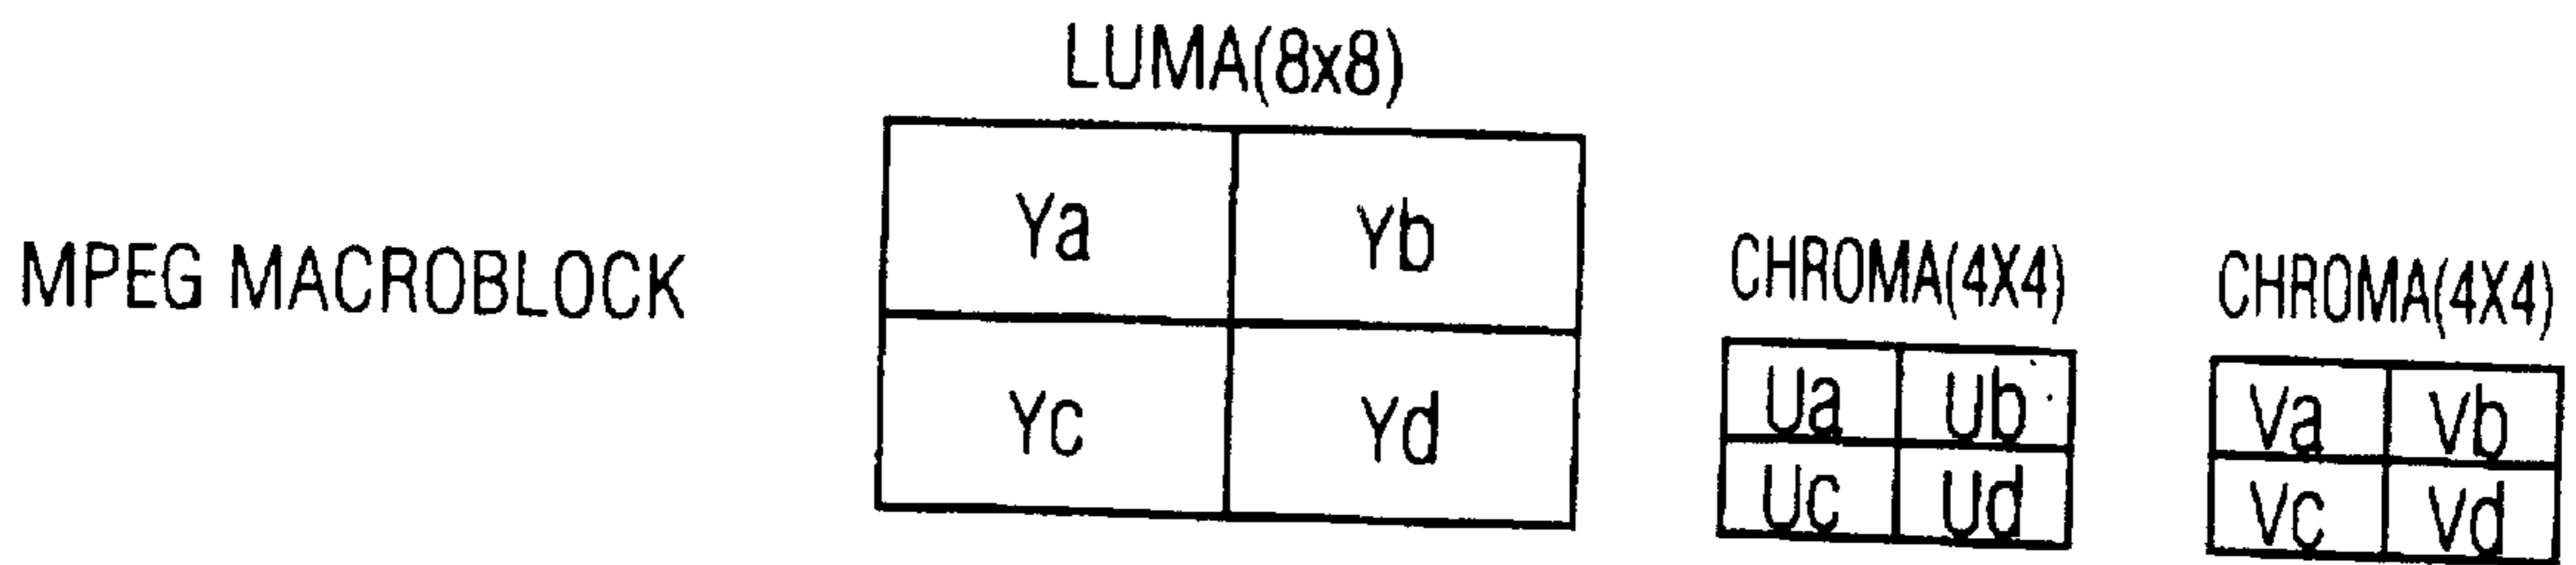 LUMA(8x8)
Ya Yb
MPEG MACROBLOCK
CHROMA(4X4) CHROMA(4X4)
Yc Yd
Ua Ub Va Vb
Uc Ud Vc Vd